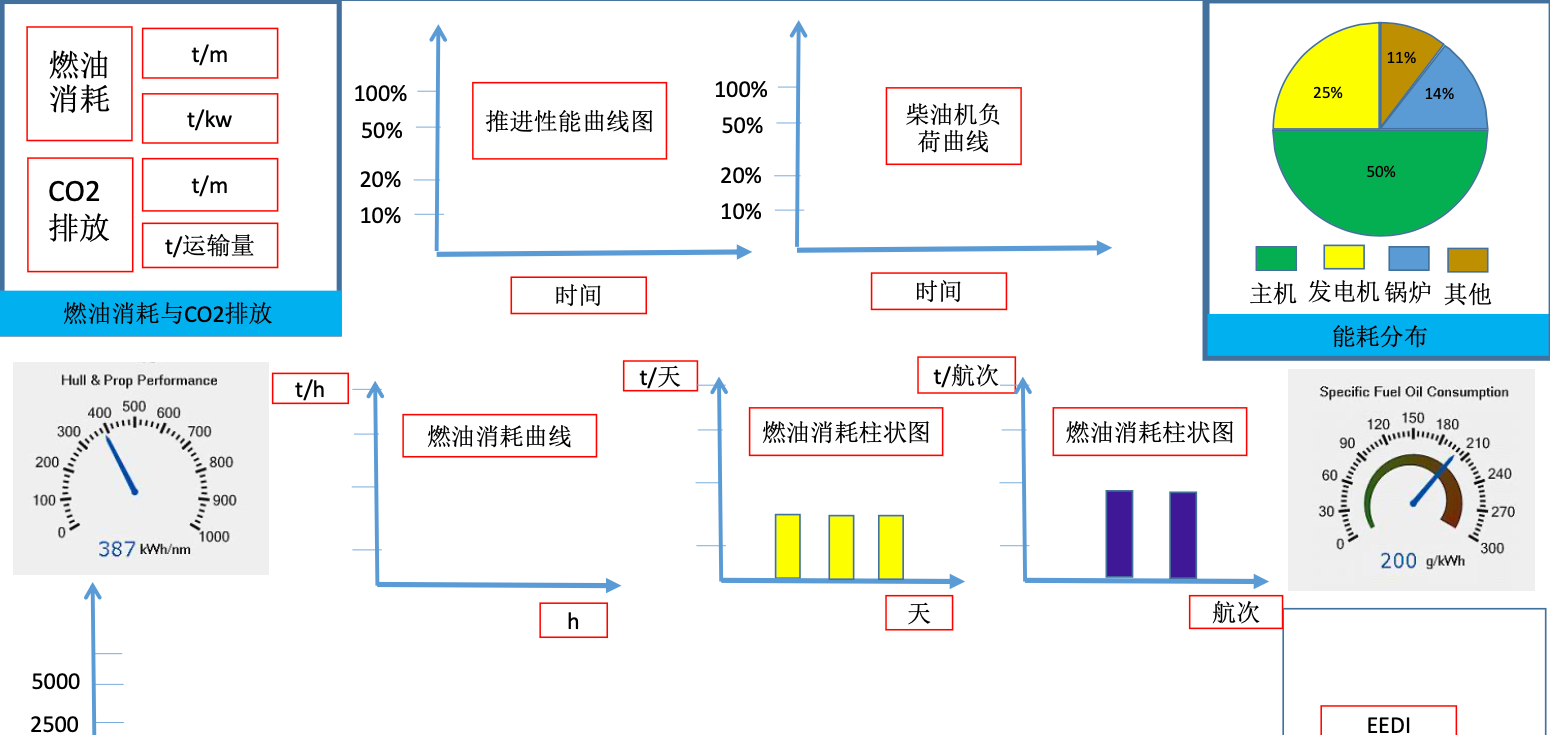 燃油
消耗
t/m
t/kw
CO2
排放
t/m
t/运输量
燃油消耗与CO2排放
100%
50%
20%
10%
推进性能曲线图
时间
100%
50%
20%
10%
柴油机负
荷曲线
时间
11%
25%
14%
50%
主机
发电机
锅炉
其他
能耗分布
Hull & Prop Performance
0
100
200
300
400
500
600
700
800
900
1000
387 kWh/nm
t/h
燃油消耗曲线
h
t/天
燃油消耗柱状图
天
t/航次
燃油消耗柱状图
航次
Specific Fuel Oil Consumption
0
30
60
90
120
150
180
210
240
270
300
200 g/kWh
5000
2500
EEDI